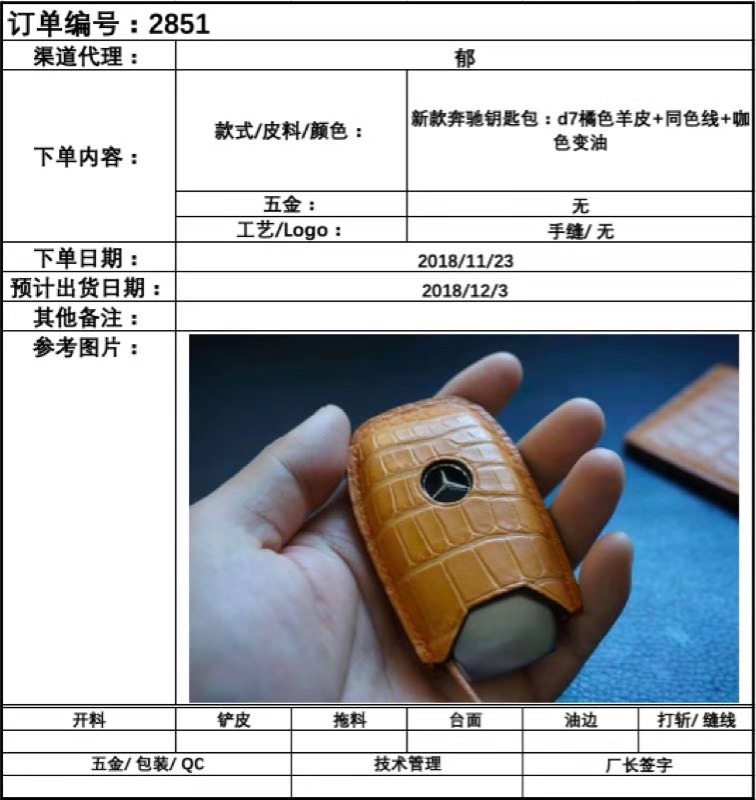 订单编号：2851
渠道代理：
郁
下单内容：
款式/皮料/颜色：
新款奔驰钥匙包：d7橘色羊皮+同色线+咖
色变油
五金：
无
工艺/Logo：
手缝/ 无
下单日期：
2018/11/23
预计出货日期：
2018/12/3
其他备注：
参考图片：
开料
铲皮
拖料
台面
油边
打斩/ 缝线
五金/ 包装/ QC
技术管理
厂长签字